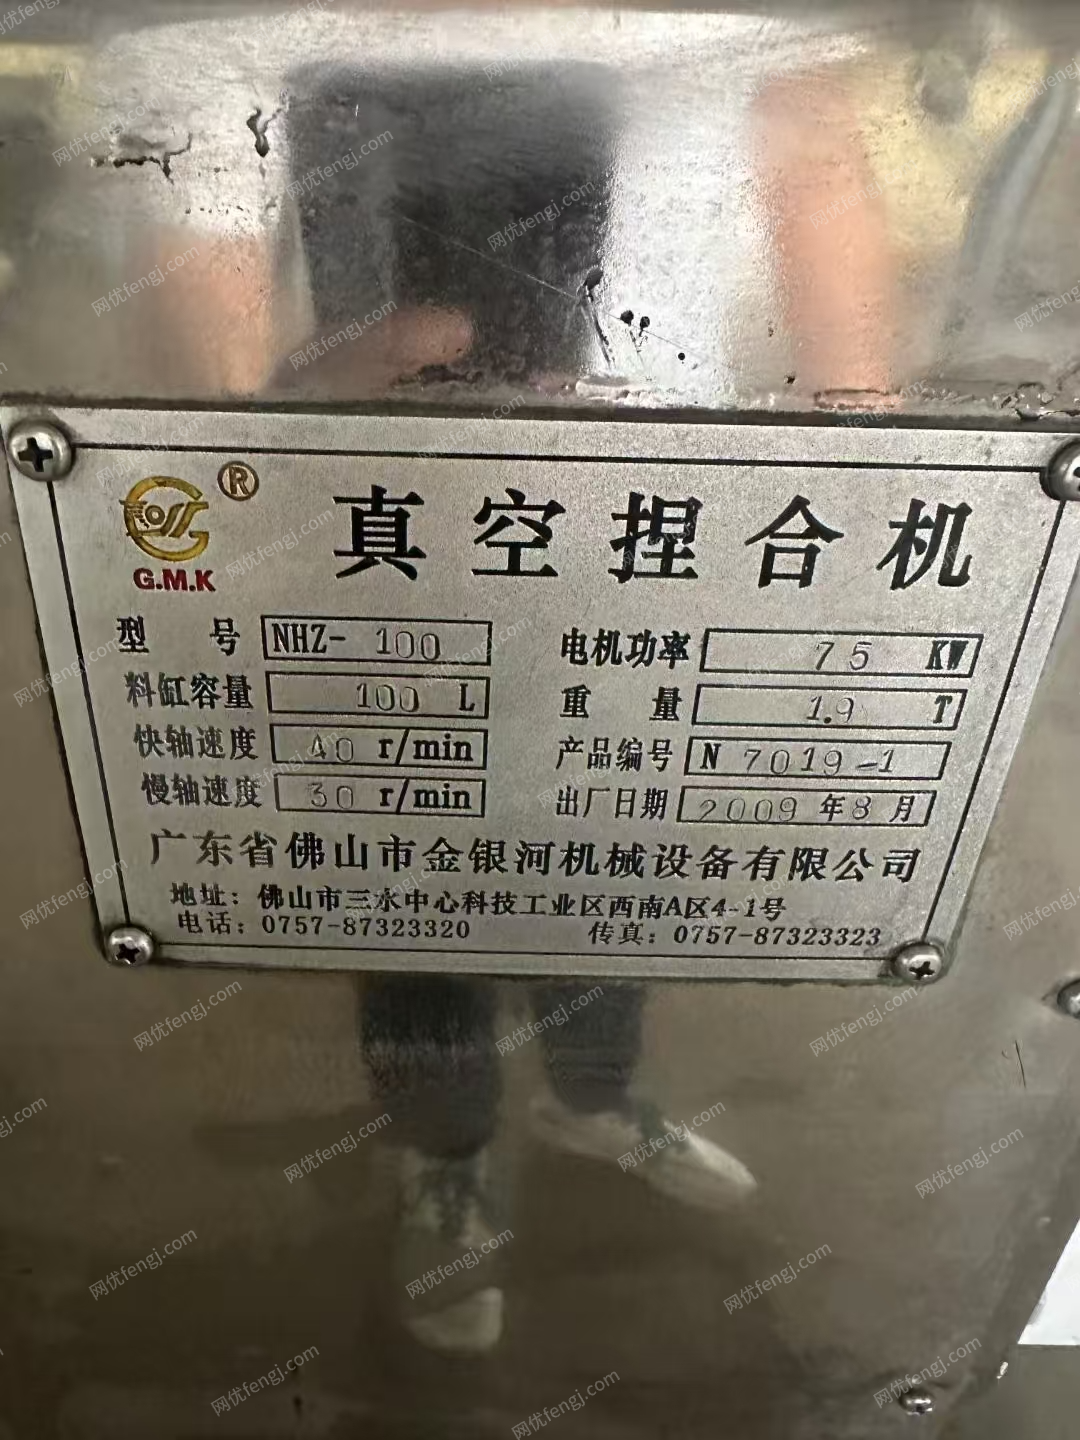 ®
G.M.K
真空捏合机
型 号 NHZ- 100 电机功率 75 KW
料缸容量 100 L 重 量 1.9 T
快轴速度 40 r/min 产品编号 N 7019-1
慢轴速度 30 r/min 出厂日期 2009 年 8 月
广东省佛山市金银河机械设备有限公司
地址：佛山市三水中心科技工业区西南A区4-1号
电话：0757-87323320 传真：0757-87323323
网优fengj.com